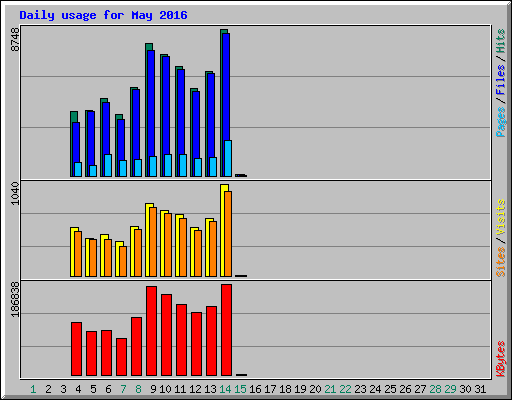 Daily usage for May 2016
8748
1040
186838
Pages / Files / Hits
Sites / Visits
KBytes
1 2 3 4 5 6 7 8 9 10 11 12 13 14 15 16 17 18 19 20 21 22 23 24 25 26 27 28 29 30 31